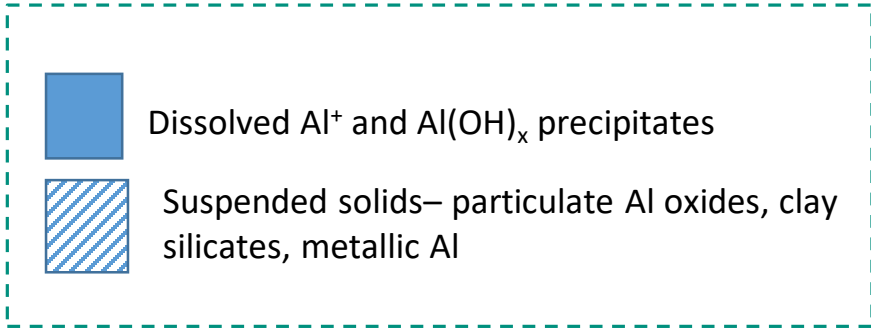 Dissolved Al⁺ and Al(OH)ₓ precipitates
Suspended solids– particulate Al oxides, clay
silicates, metallic Al